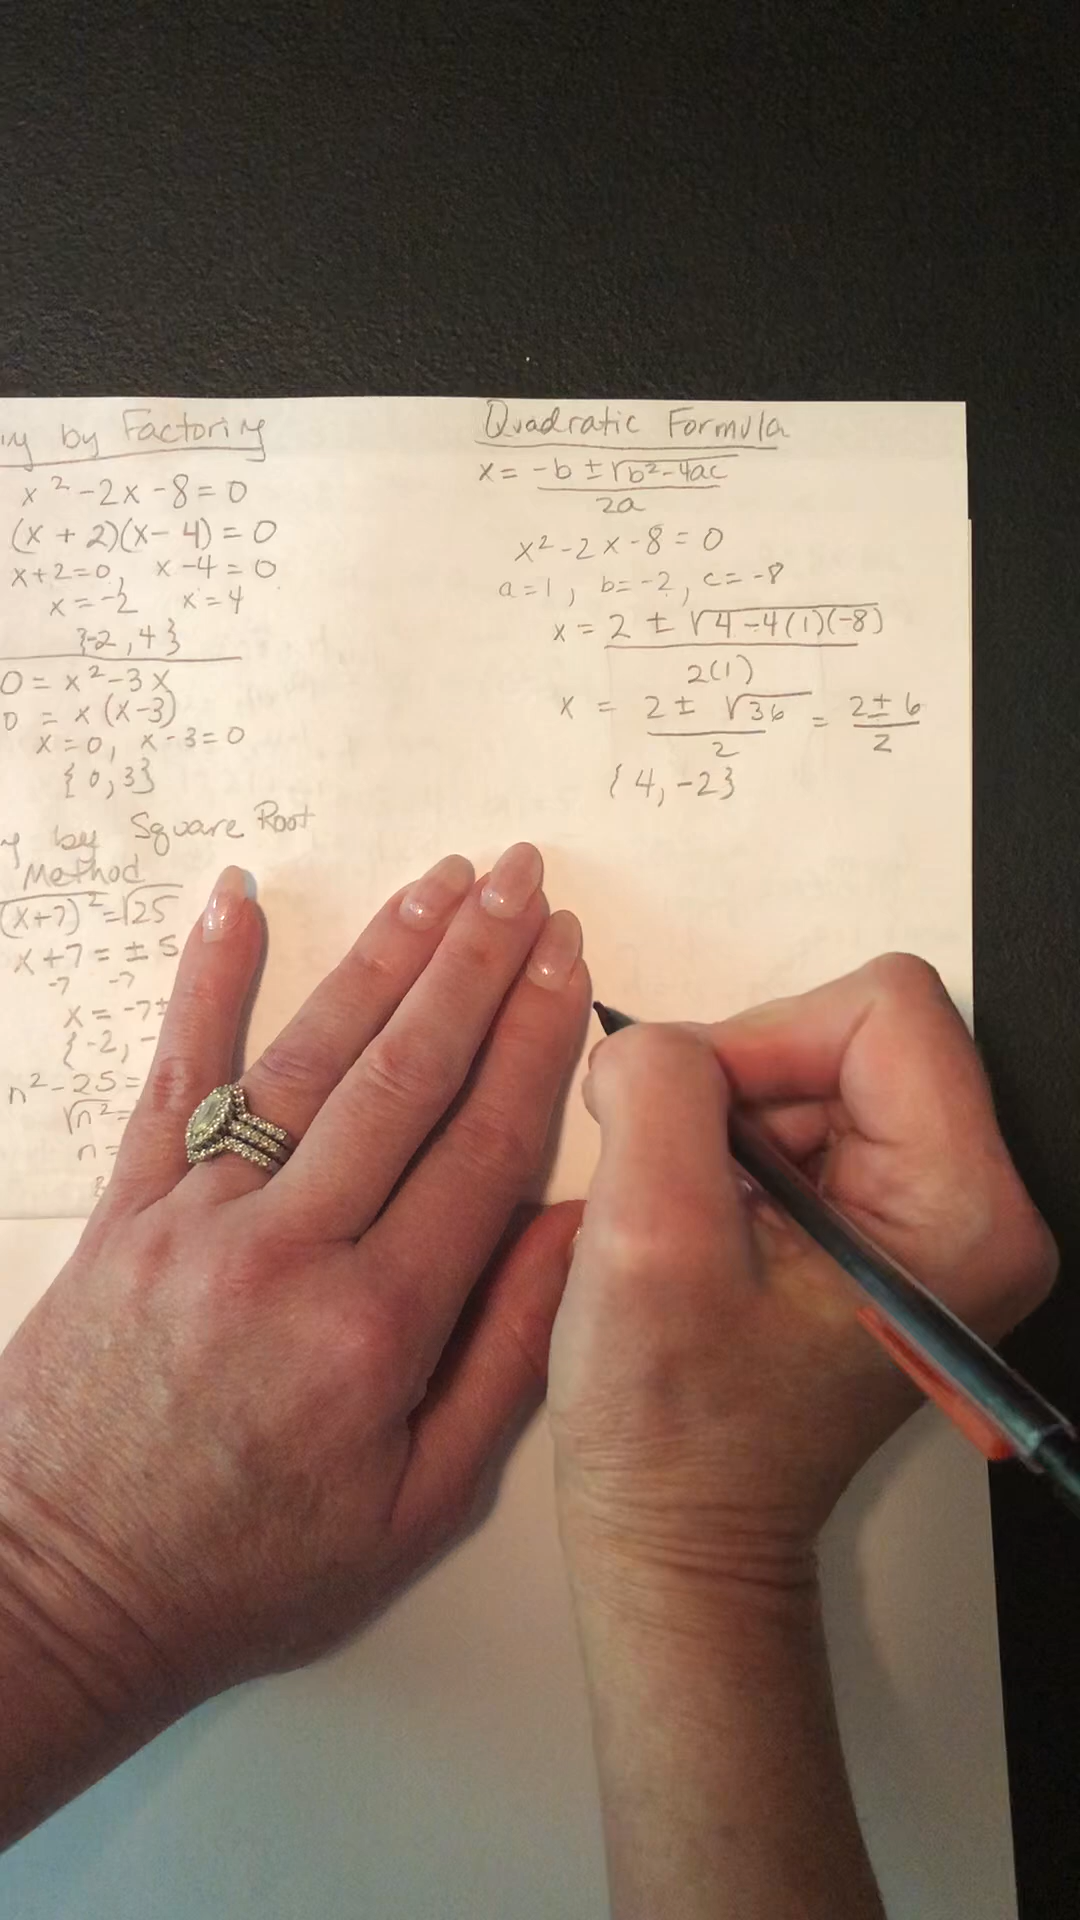 by Factoring
x² - 2x - 8 = 0
(x + 2)(x - 4) = 0
x + 2 = 0, x - 4 = 0
x = -2 x = 4
{-2, 4}
0 = x² - 3x
0 = x (x - 3)
x = 0, x - 3 = 0
{0, 3}
by Square Root
Method
(x+7)² = √25
x + 7 = ± 5
-7 -7
x = -7 ±
{-2, -
n² - 25 =
√n² =
n =
Quadratic Formula
x = -b ± √b² - 4ac
2a
x² - 2x - 8 = 0
a = 1, b = -2, c = -8
x = 2 ± √4 - 4(1)(-8)
2(1)
x = 2 ± √36 = 2 ± 6
2 2
{4, -2}